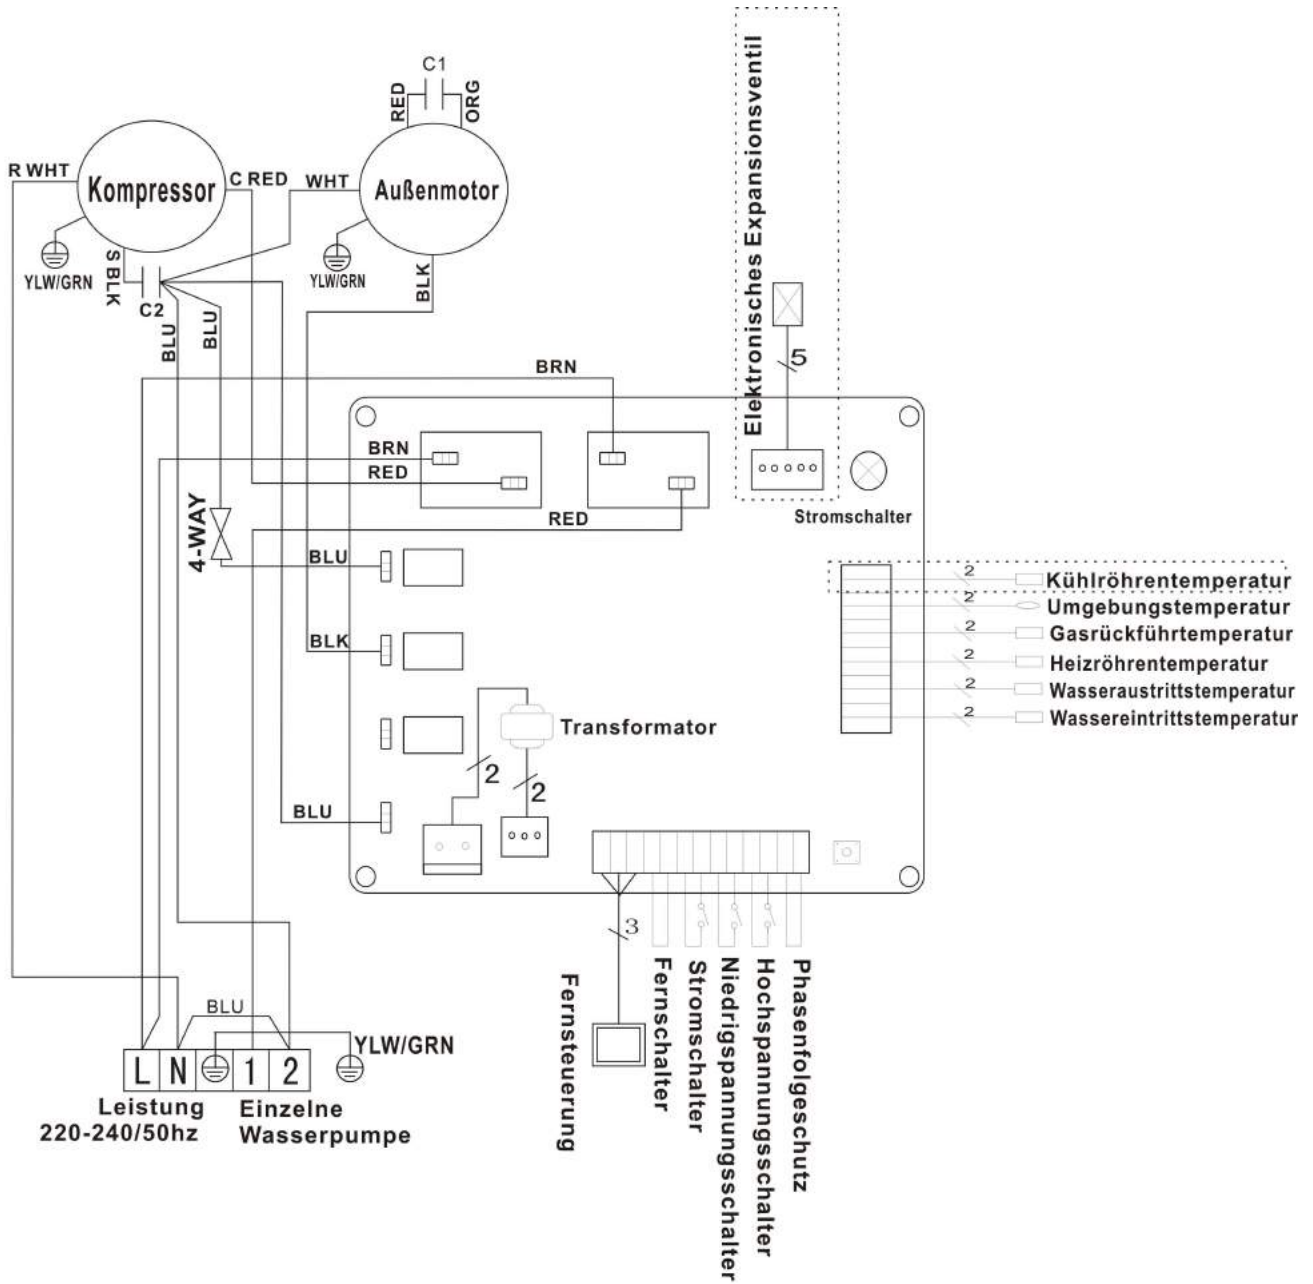 C1
RED
ORG
R WHT
Kompressor
C RED
WHT
Außenmotor
YLW/GRN
S BLK
C2
BLU
BLU
YLW/GRN
BLK
Elektronisches Expansionsventil
5
BRN
BRN
RED
RED
4-WAY
Stromschalter
BLU
BLK
BLU
Transformator
2
2
2
Kühlröhrentemperatur
2
Umgebungstemperatur
2
Gasrückführtemperatur
2
Heizröhrentemperatur
2
Wasseraustrittstemperatur
2
Wassereintrittstemperatur
3
Fernsteuerung
Fernschalter
Stromschalter
Niedrigspannungsschalter
Hochspannungsschalter
Phasenfolgeschutz
BLU
YLW/GRN
L N 1 2
Leistung
220-240/50hz
Einzelne
Wasserpumpe